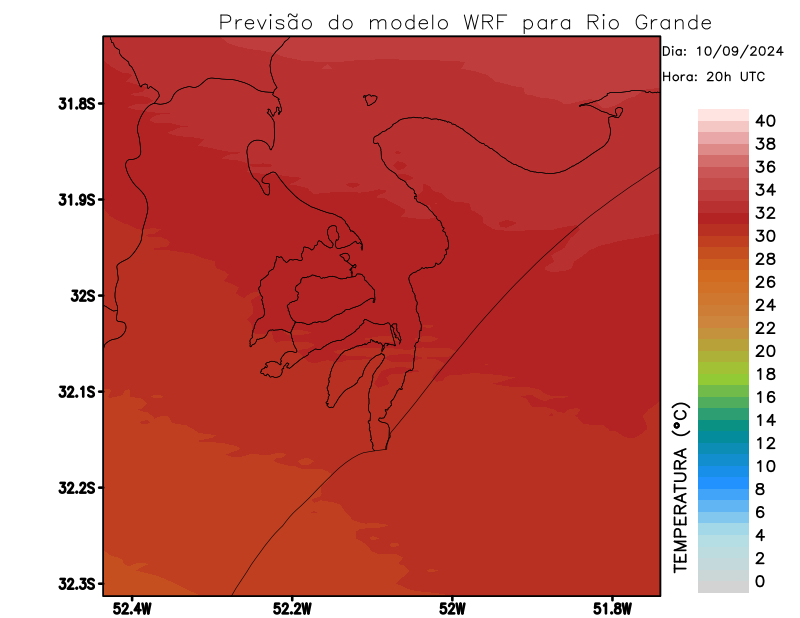 Previsão do modelo WRF para Rio Grande
Dia: 10/09/2024
Hora: 20h UTC
31.8S
31.9S
32S
32.1S
32.2S
32.3S
52.4W
52.2W
52W
51.8W
TEMPERATURA (°C)
40
38
36
34
32
30
28
26
24
22
20
18
16
14
12
10
8
6
4
2
0